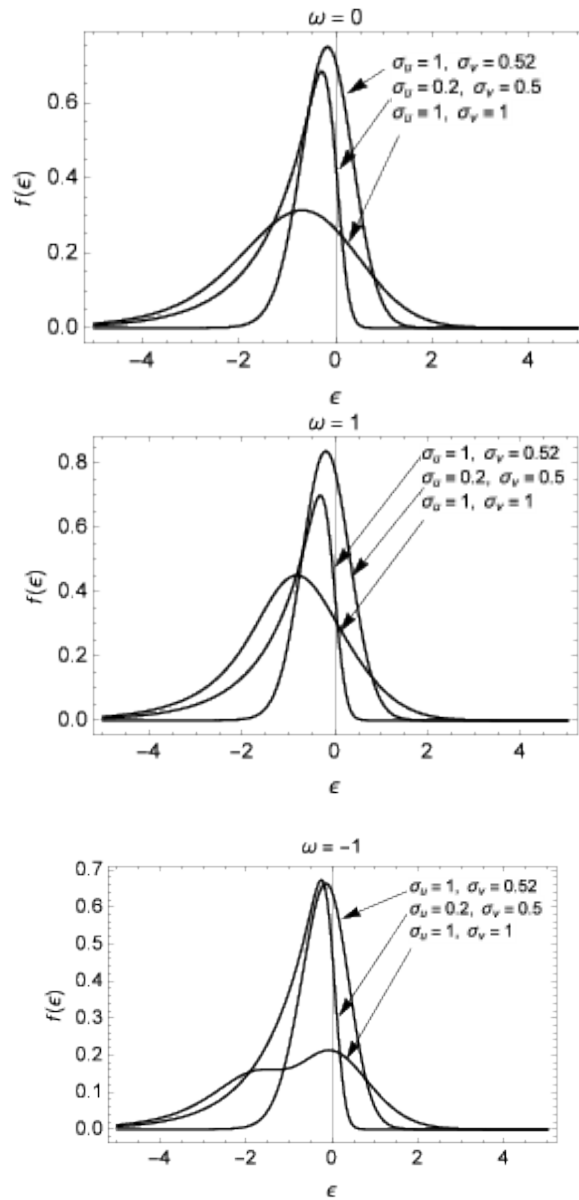 ω = 0
σᵤ = 1, σᵥ = 0.52
σᵤ = 0.2, σᵥ = 0.5
σᵤ = 1, σᵥ = 1
f(ϵ)
0.6
0.4
0.2
0.0
−4 −2 0 2 4
ϵ
ω = 1
σᵤ = 1, σᵥ = 0.52
σᵤ = 0.2, σᵥ = 0.5
σᵤ = 1, σᵥ = 1
f(ϵ)
0.8
0.6
0.4
0.2
0.0
−4 −2 0 2 4
ϵ
ω = −1
σᵤ = 1, σᵥ = 0.52
σᵤ = 0.2, σᵥ = 0.5
σᵤ = 1, σᵥ = 1
f(ϵ)
0.7
0.6
0.5
0.4
0.3
0.2
0.1
0.0
−4 −2 0 2 4
ϵ